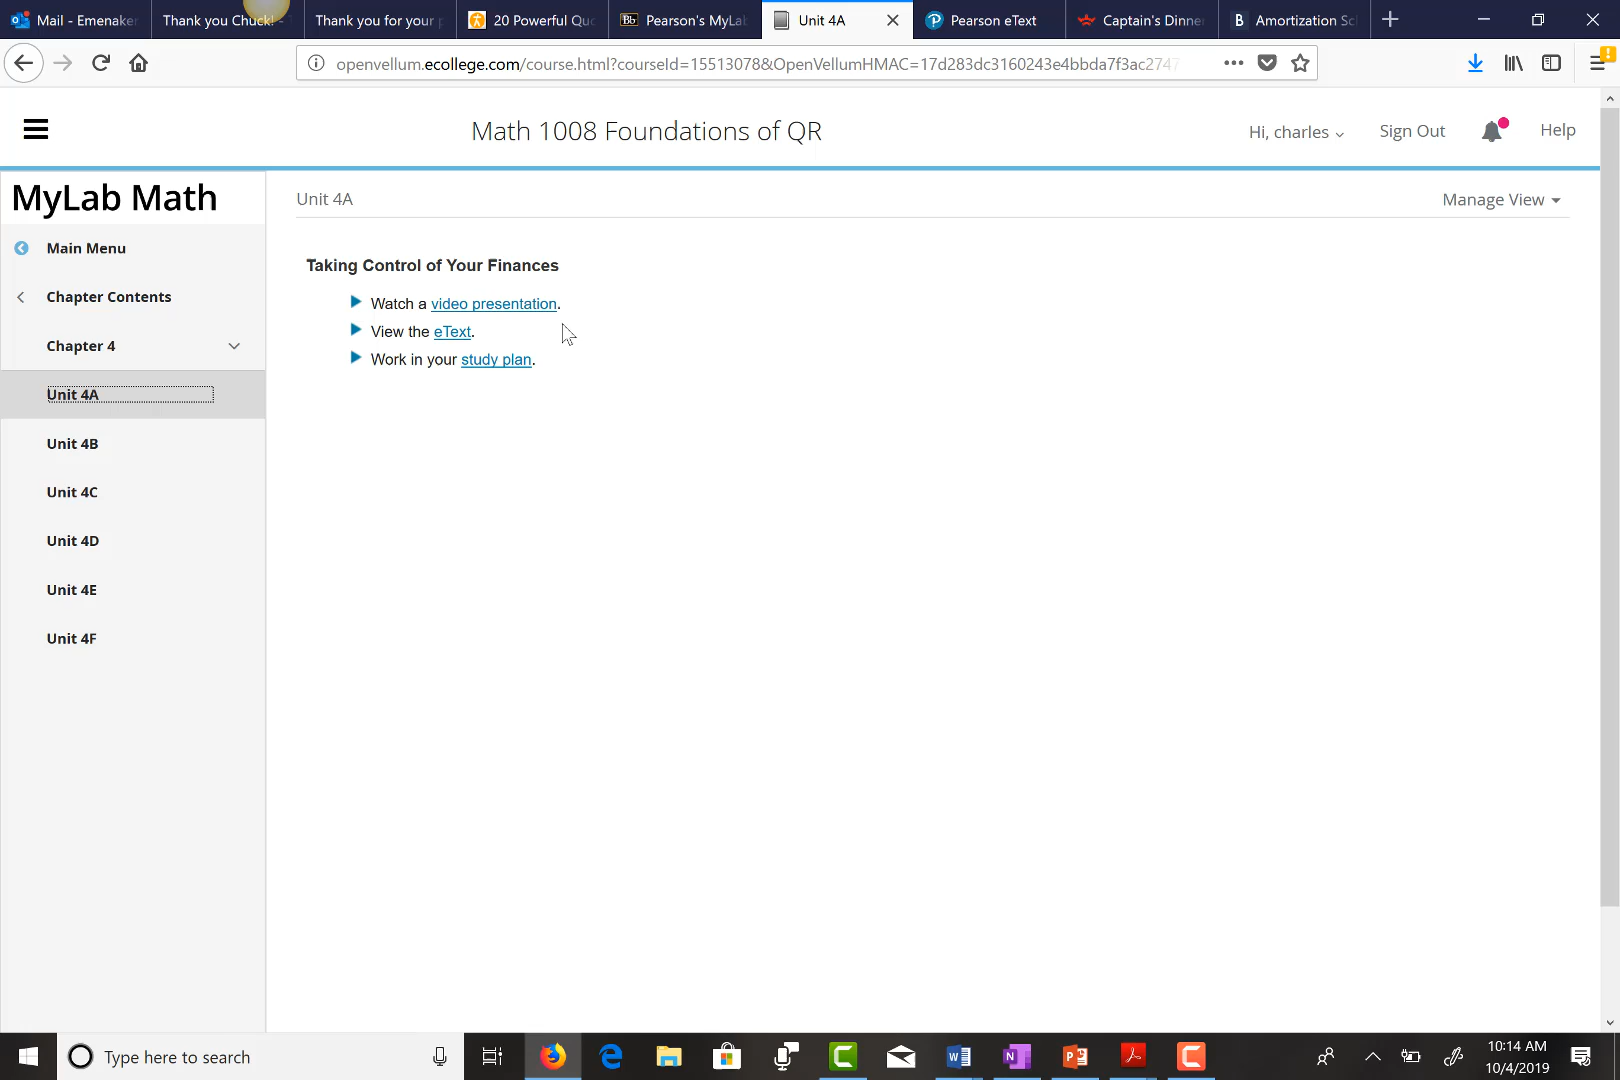 Mail - Emenaker
Thank you Chuck!
Thank you for your
20 Powerful Quo
Pearson's MyLab
Unit 4A
Pearson eText
Captain's Dinner
B Amortization Sc
openvellum.ecollege.com/course.html?courseId=15513078&OpenVellumHMAC=17d283dc3160243e4bbda7f3ac2747
Math 1008 Foundations of QR
Hi, charles
Sign Out
Help
MyLab Math
Main Menu
Chapter Contents
Chapter 4
Unit 4A
Unit 4B
Unit 4C
Unit 4D
Unit 4E
Unit 4F
Unit 4A
Manage View
Taking Control of Your Finances
Watch a video presentation.
View the eText.
Work in your study plan.
Type here to search
10:14 AM
10/4/2019